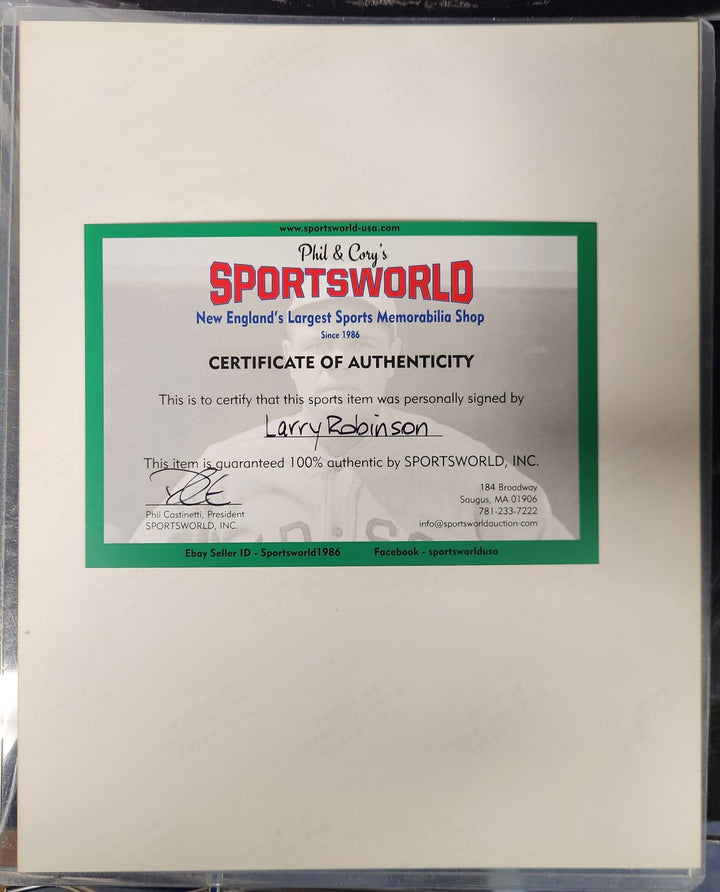 www.sportsworld-usa.com
Phil & Cory's
SPORTSWORLD
New England's Largest Sports Memorabilia Shop
Since 1986
CERTIFICATE OF AUTHENTICITY
This is to certify that this sports item was personally signed by
Larry Robinson
This item is guaranteed 100% authentic by SPORTSWORLD, INC.
Phil Castinetti, President
SPORTSWORLD, INC.
184 Broadway
Saugus, MA 01906
781-233-7222
info@sportsworldauction.com
Ebay Seller ID - Sportsworld1986 Facebook - sportsworldusa